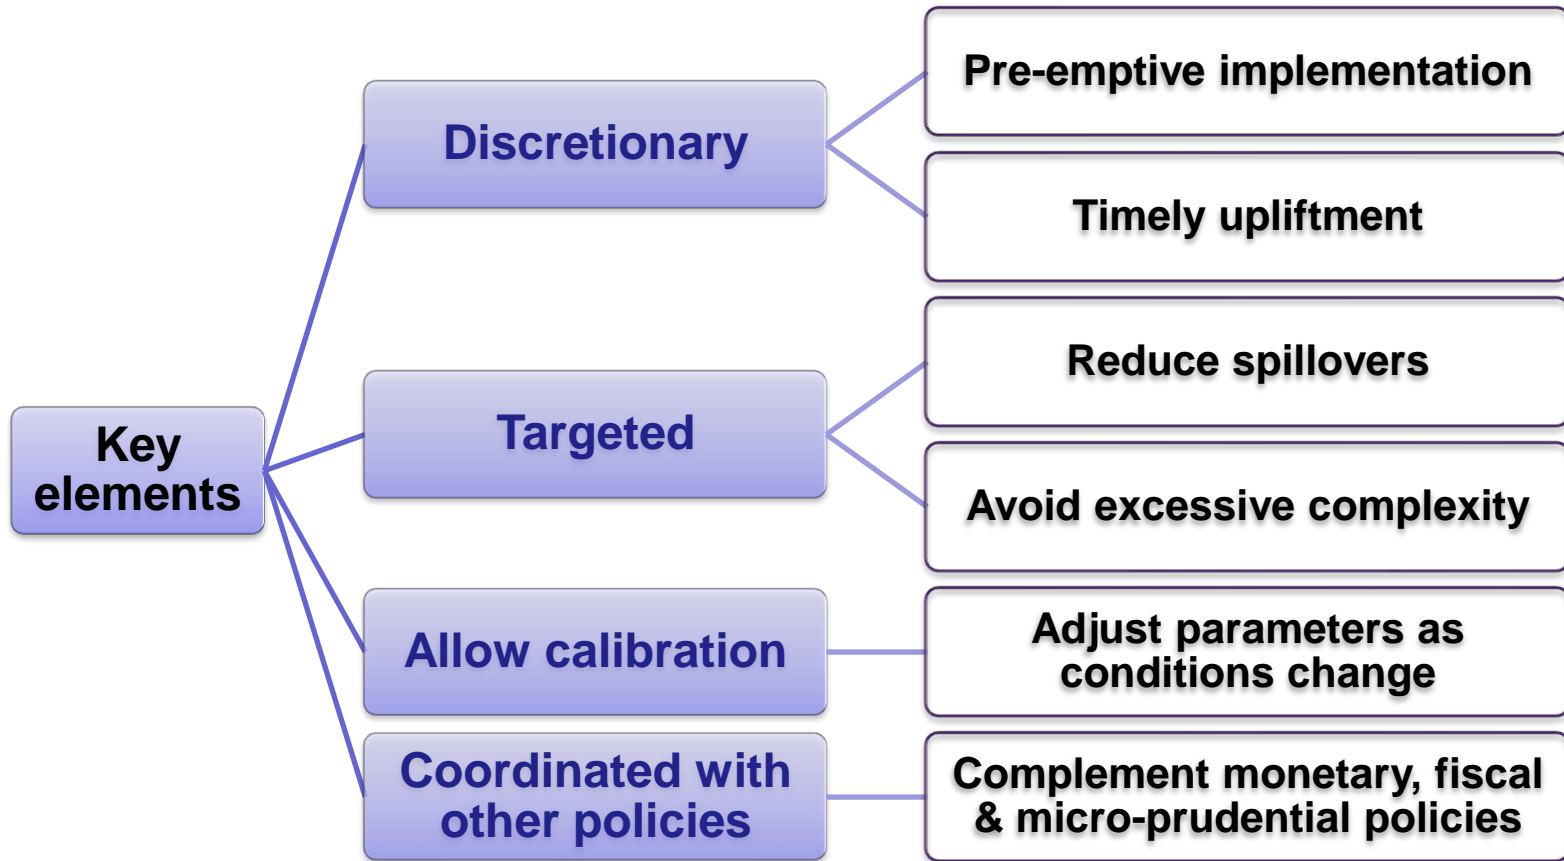 Key
elements
Discretionary
Pre-emptive implementation
Timely upliftment
Targeted
Reduce spillovers
Avoid excessive complexity
Allow calibration
Adjust parameters as
conditions change
Coordinated with
other policies
Complement monetary, fiscal
& micro-prudential policies